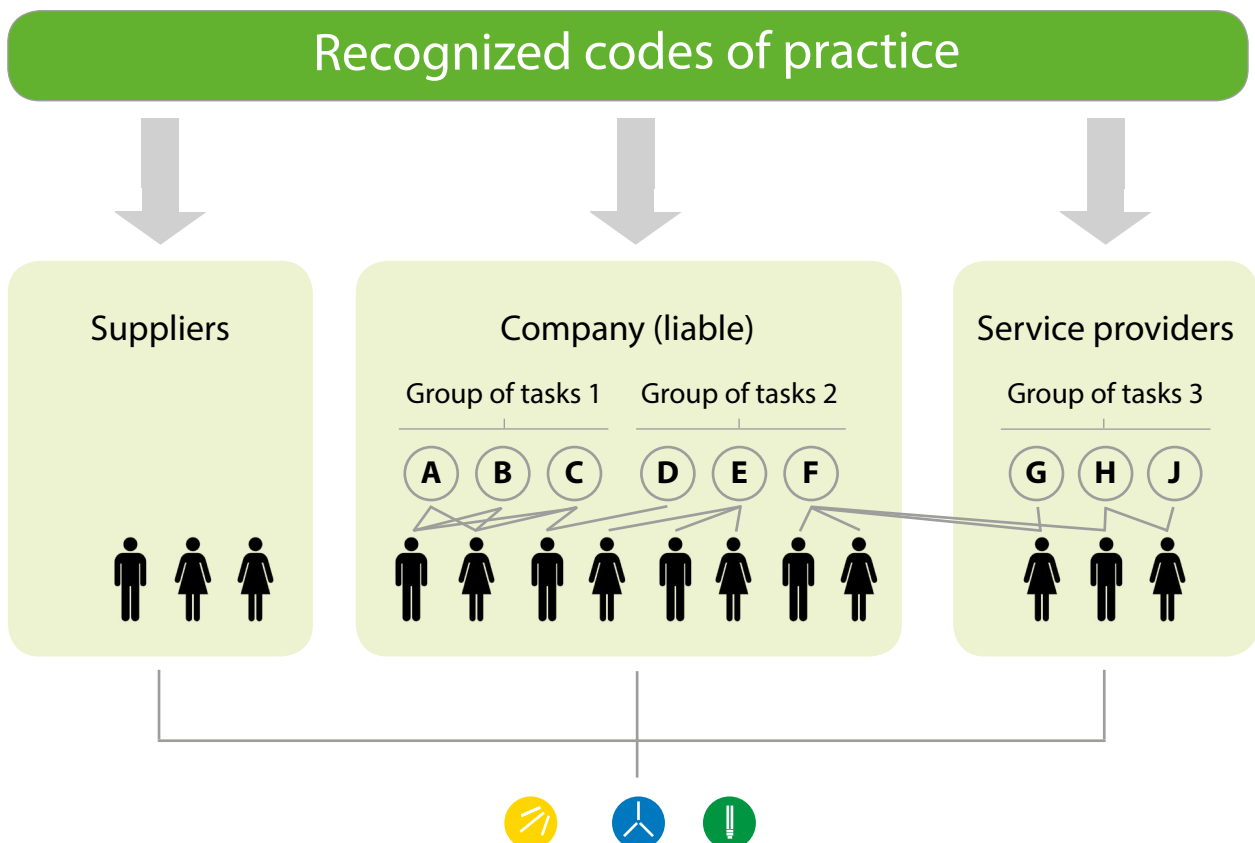 Recognized codes of practice
Suppliers
Company (liable)
Service providers
Group of tasks 1
Group of tasks 2
Group of tasks 3
A B C D E F G H J